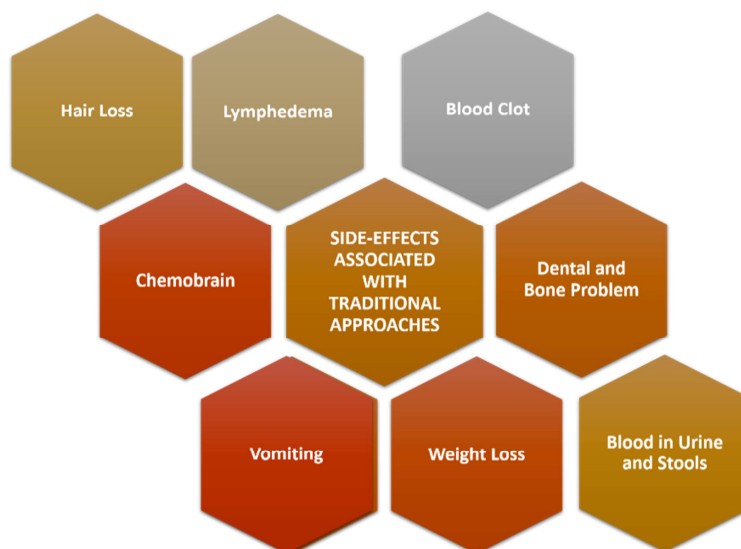 Hair Loss
Lymphedema
Blood Clot
Chemobrain
SIDE-EFFECTS
ASSOCIATED
WITH
TRADITIONAL
APPROACHES
Dental and
Bone Problem
Vomiting
Weight Loss
Blood in Urine
and Stools